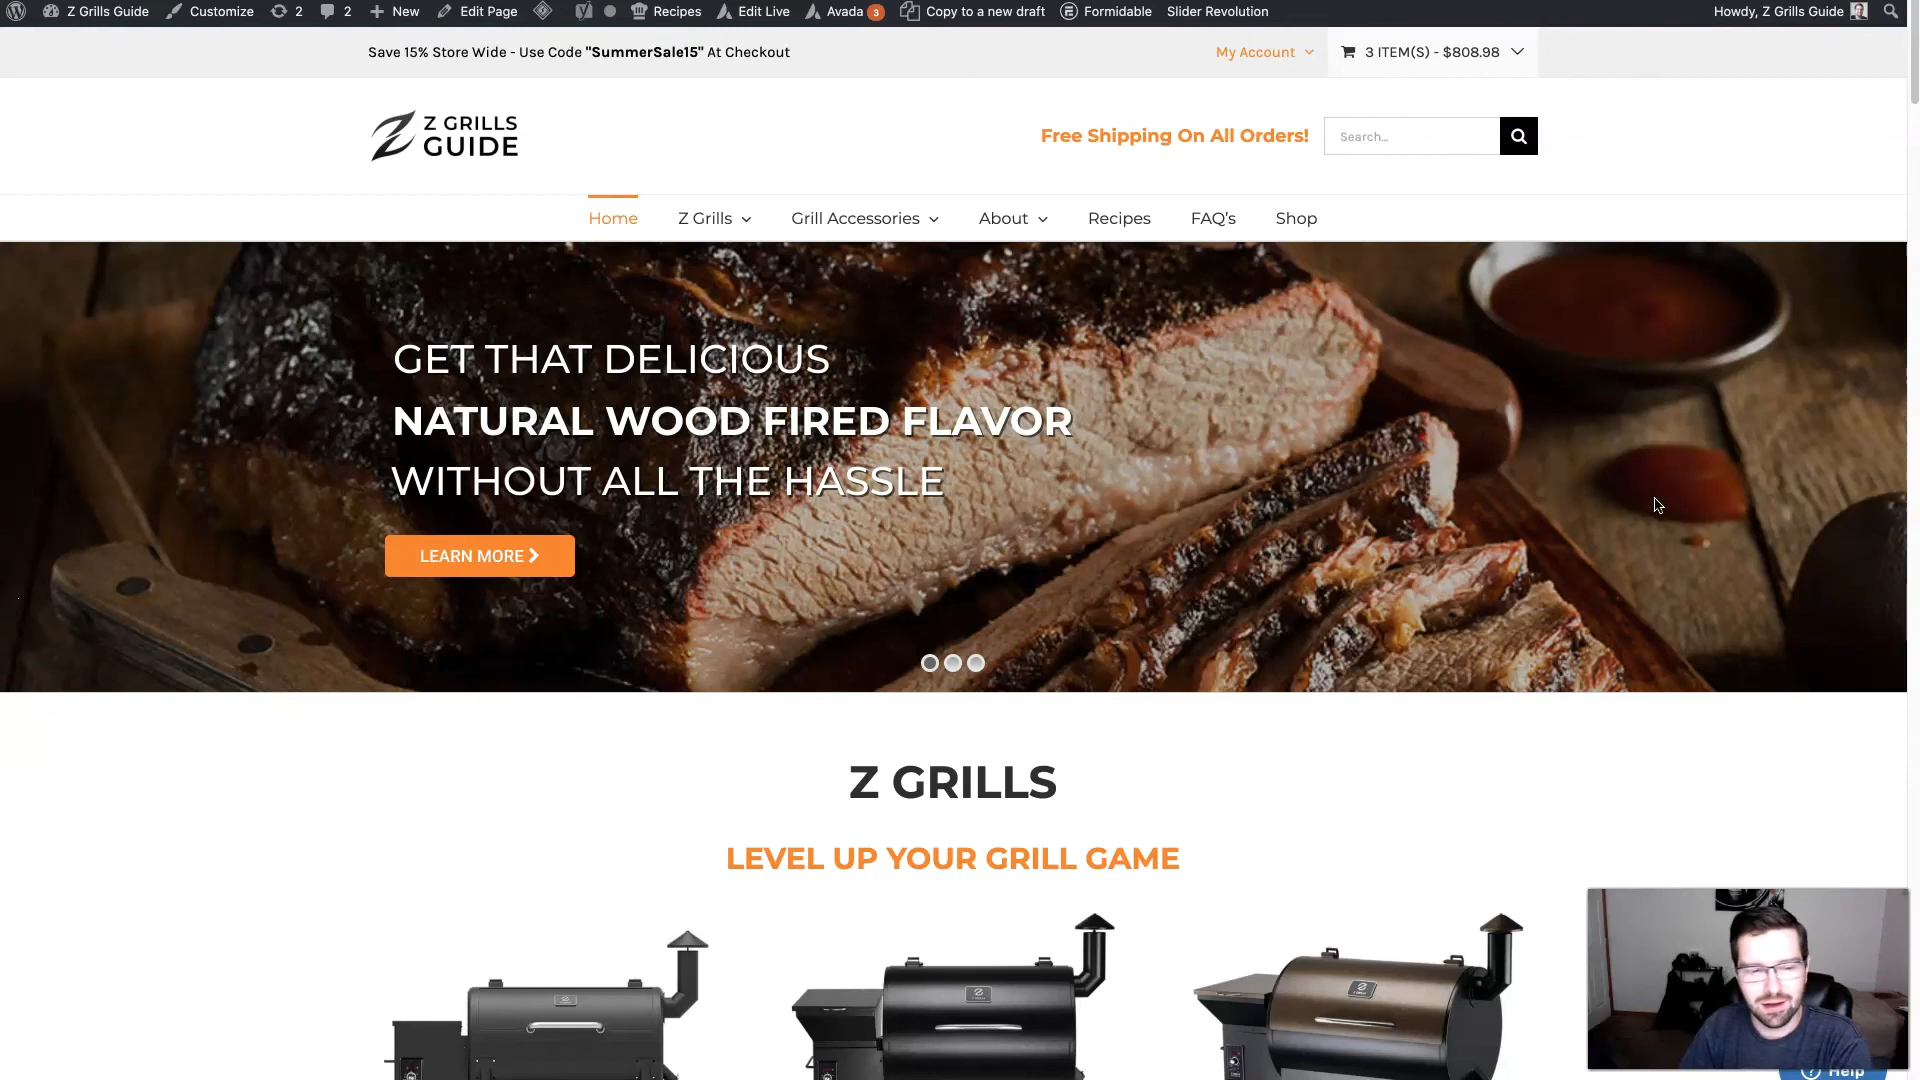 Z Grills Guide Customize 2 2 New Edit Page Recipes Edit Live Avada 3 Copy to a new draft Formidable Slider Revolution Howdy, Z Grills Guide
Save 15% Store Wide - Use Code "SummerSale15" At Checkout
My Account 3 ITEM(S) - $808.98
Z GRILLS
GUIDE
Free Shipping On All Orders! Search...
Home Z Grills Grill Accessories About Recipes FAQ's Shop
GET THAT DELICIOUS
NATURAL WOOD FIRED FLAVOR
WITHOUT ALL THE HASSLE
LEARN MORE
Z GRILLS
LEVEL UP YOUR GRILL GAME
Help